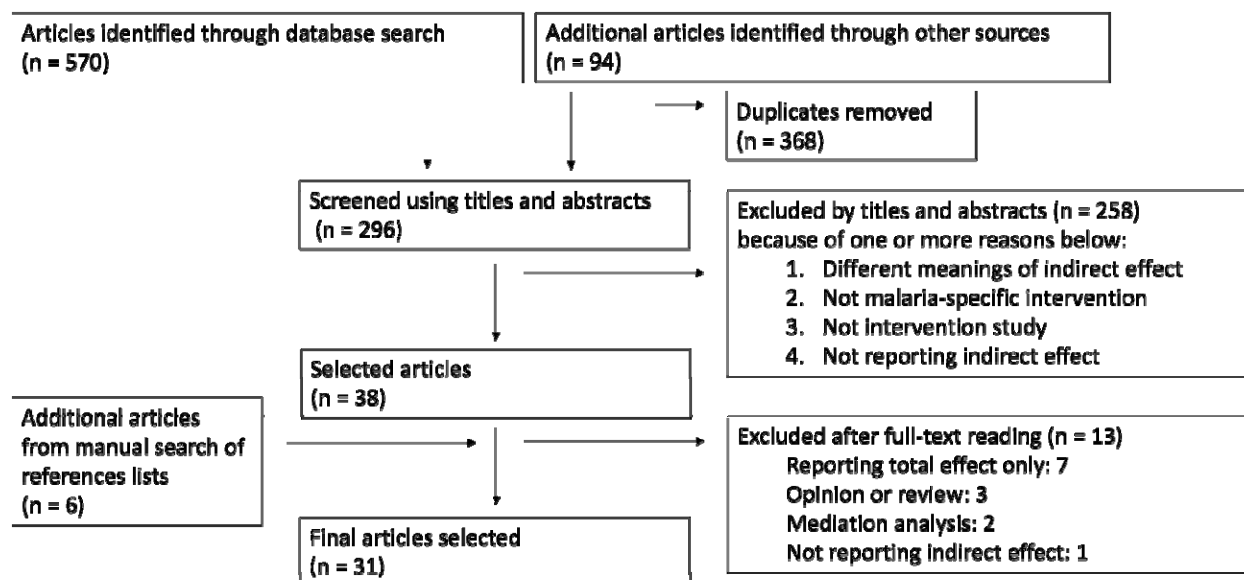 Articles identified through database search
(n = 570)
Additional articles identified through other sources
(n = 94)
Duplicates removed
(n = 368)
Screened using titles and abstracts
(n = 296)
Excluded by titles and abstracts (n = 258)
because of one or more reasons below:
1. Different meanings of indirect effect
2. Not malaria-specific intervention
3. Not intervention study
4. Not reporting indirect effect
Selected articles
(n = 38)
Additional articles
from manual search of
references lists
(n = 6)
Excluded after full-text reading (n = 13)
Reporting total effect only: 7
Opinion or review: 3
Mediation analysis: 2
Not reporting indirect effect: 1
Final articles selected
(n = 31)